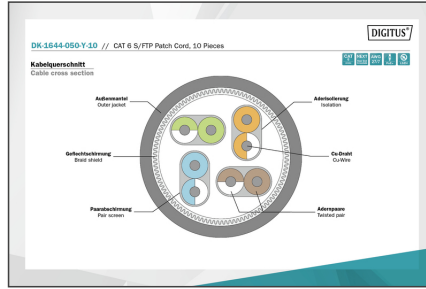 DIGITUS®
DK-1644-050-Y-10 // CAT 6 S/FTP Patch Cord, 10 Pieces
Kabelquerschnitt
Cable cross section
Außenmantel
Outer jacket
Aderisolierung
Isolation
Geflechtschirmung
Braid shield
Cu-Draht
Cu-Wire
Paarabschirmung
Pair screen
Adernpaare
Twisted pair